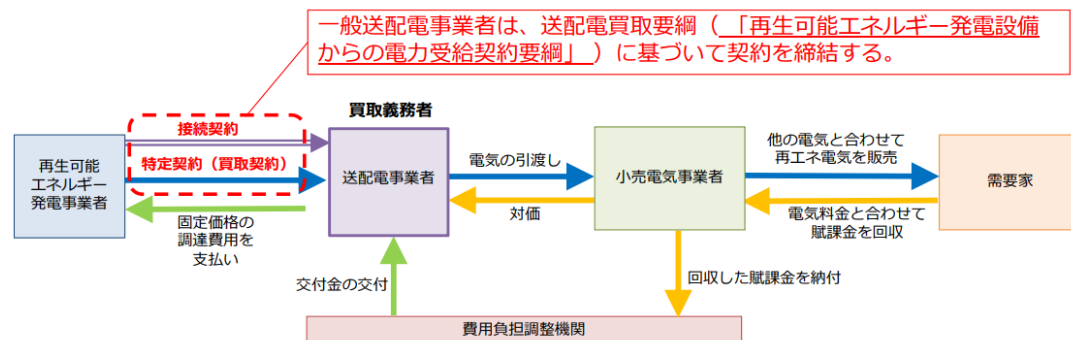 一般送配電事業者は、送配電買取要綱（ 「再生可能エネルギー発電設備
からの電力受給契約要綱」 ）に基づいて契約を締結する。
買取義務者
接続契約
特定契約（買取契約）
再生可能
エネルギー
発電事業者
固定価格の
調達費用を
支払い
送配電事業者
電気の引渡し
対価
小売電気事業者
他の電気と合わせて
再エネ電気を販売
電気料金と合わせて
賦課金を回収
需要家
交付金の交付
回収した賦課金を納付
費用負担調整機関